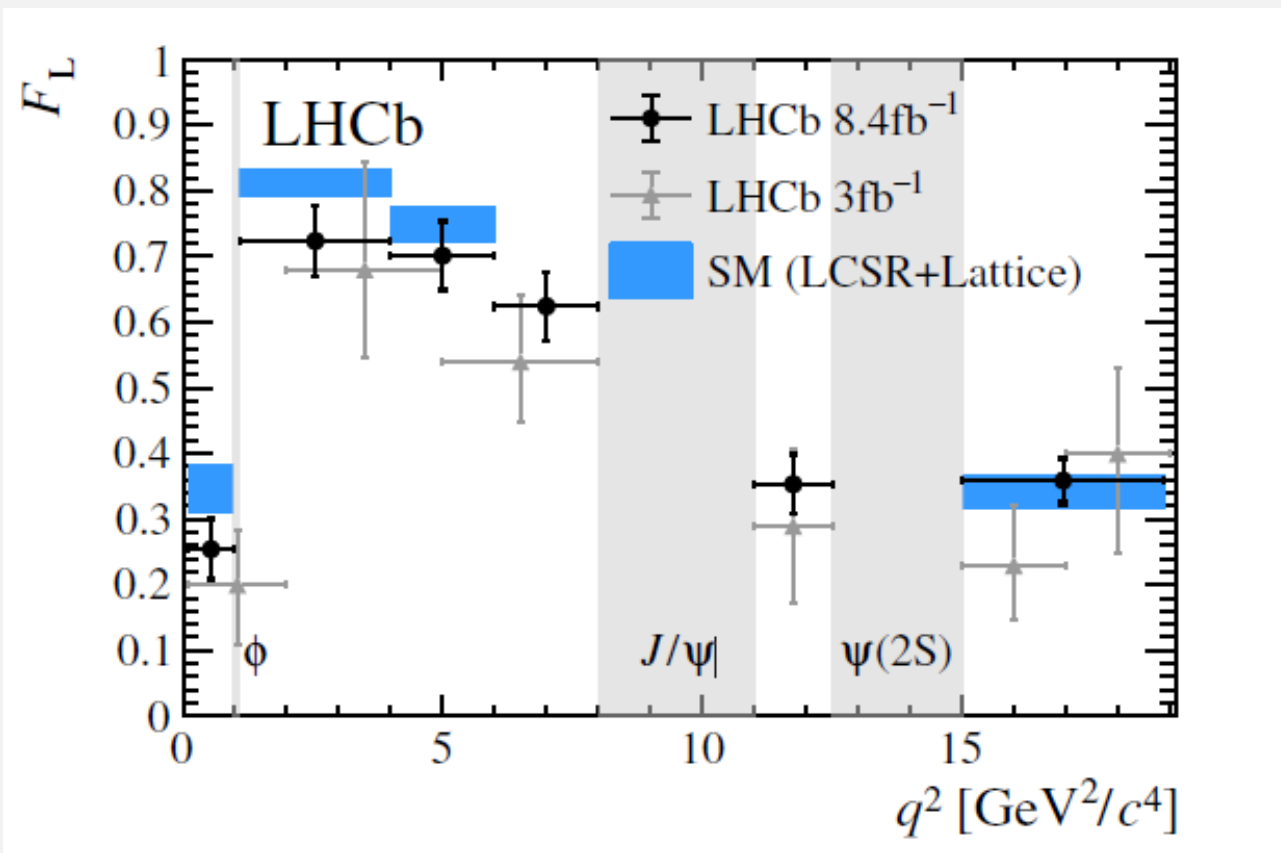 F_L
1
0.9
0.8
0.7
0.6
0.5
0.4
0.3
0.2
0.1
0
LHCb
LHCb 8.4fb⁻¹
LHCb 3fb⁻¹
SM (LCSR+Lattice)
ϕ
J/ψ|
ψ(2S)
0 5 10 15
q² [GeV²/c⁴]